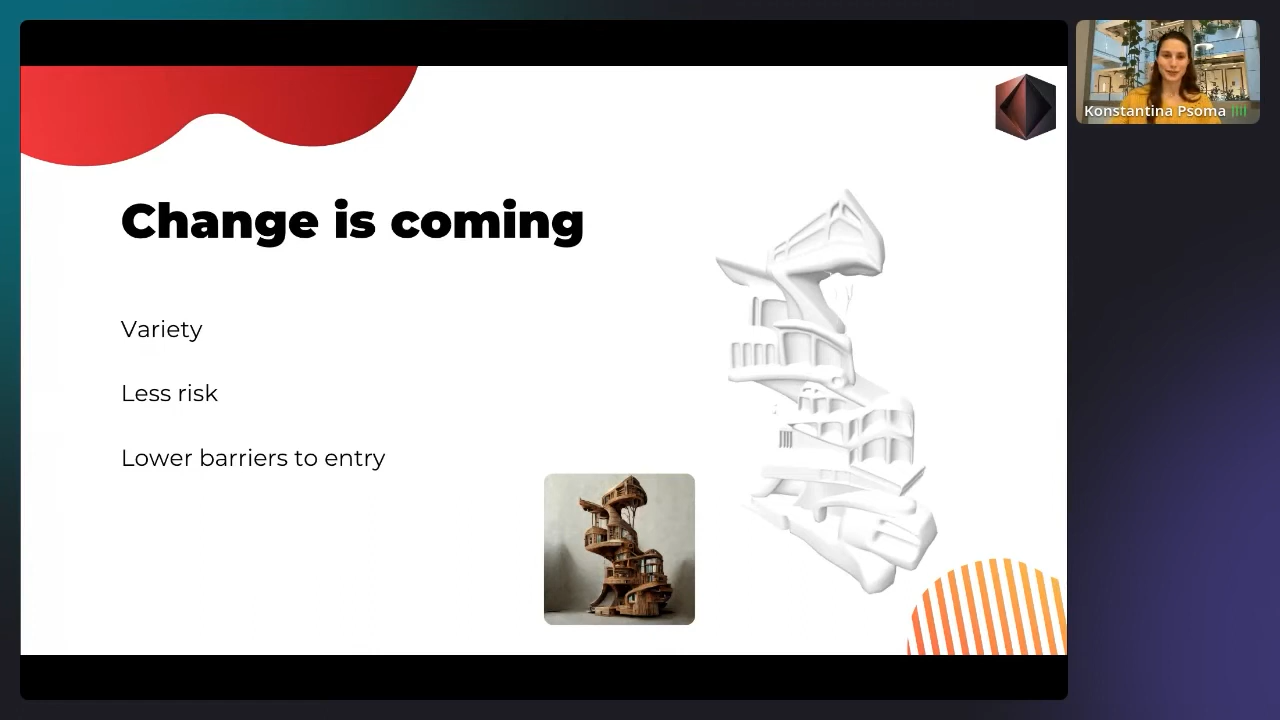 Change is coming
Variety
Less risk
Lower barriers to entry
Konstantina Psoma